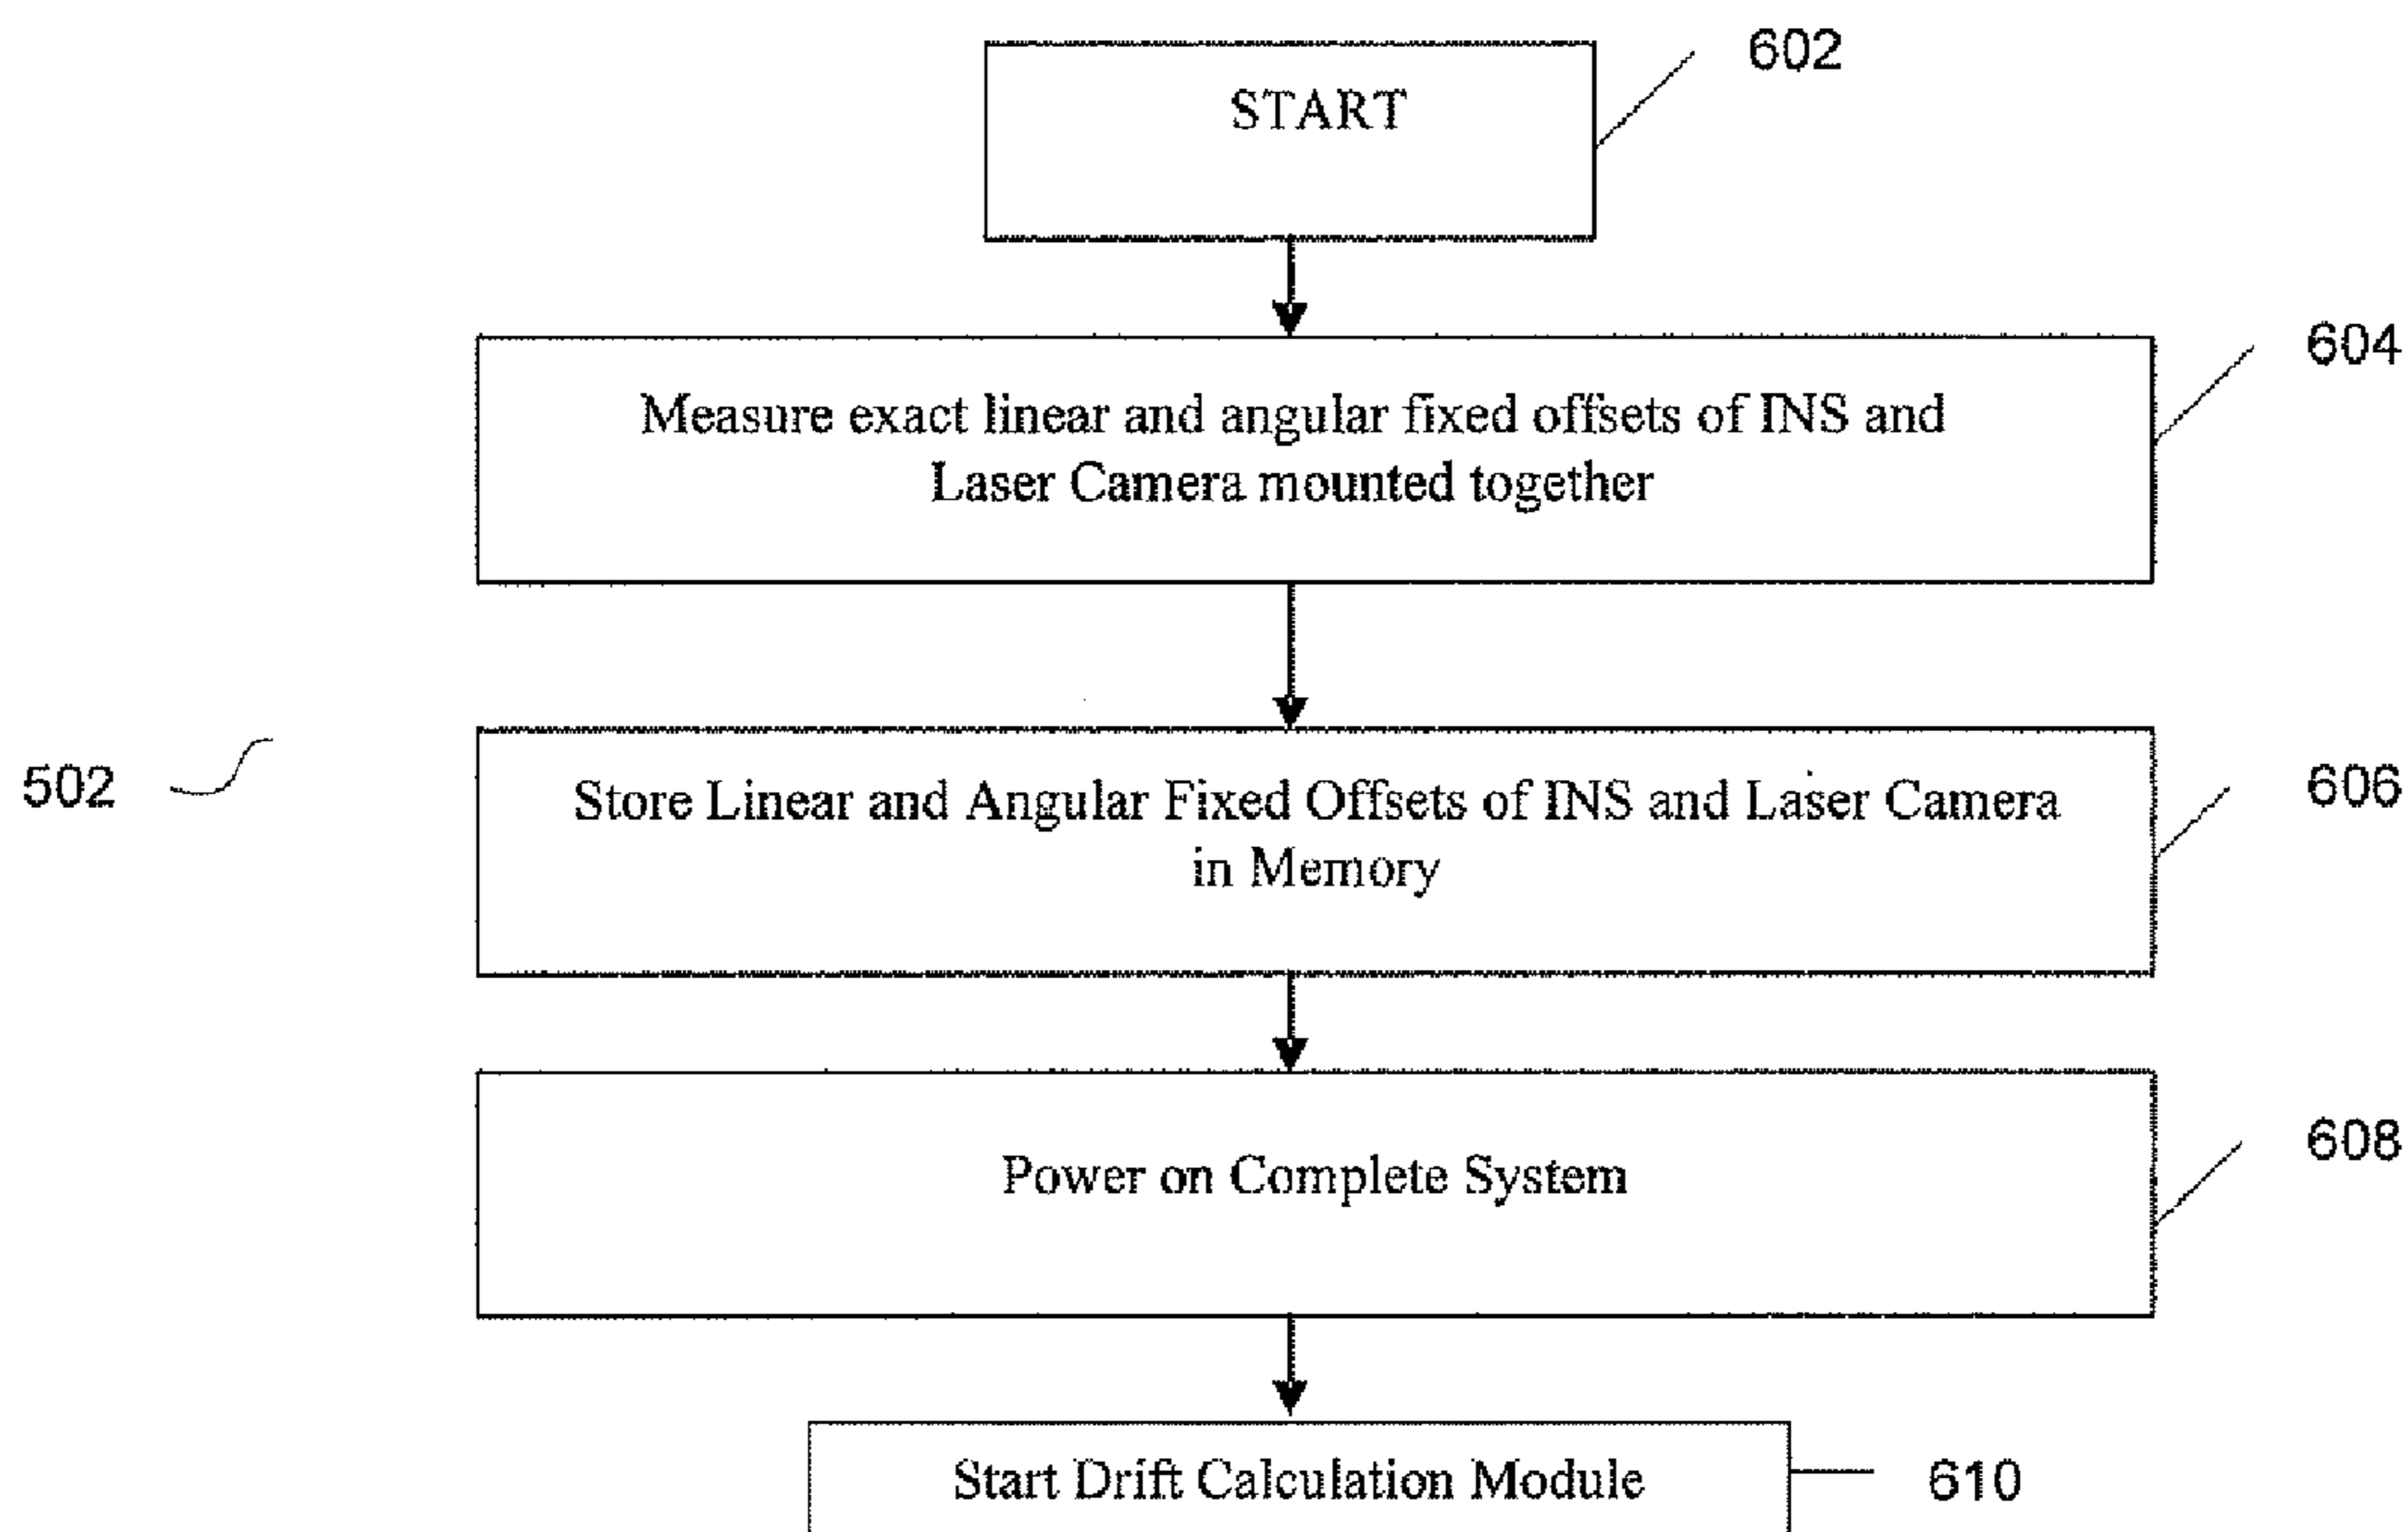 START
602
Measure exact linear and angular fixed offsets of INS and
Laser Camera mounted together
604
502
Store Linear and Angular Fixed Offsets of INS and Laser Camera
in Memory
606
Power on Complete System
608
Start Drift Calculation Module
610